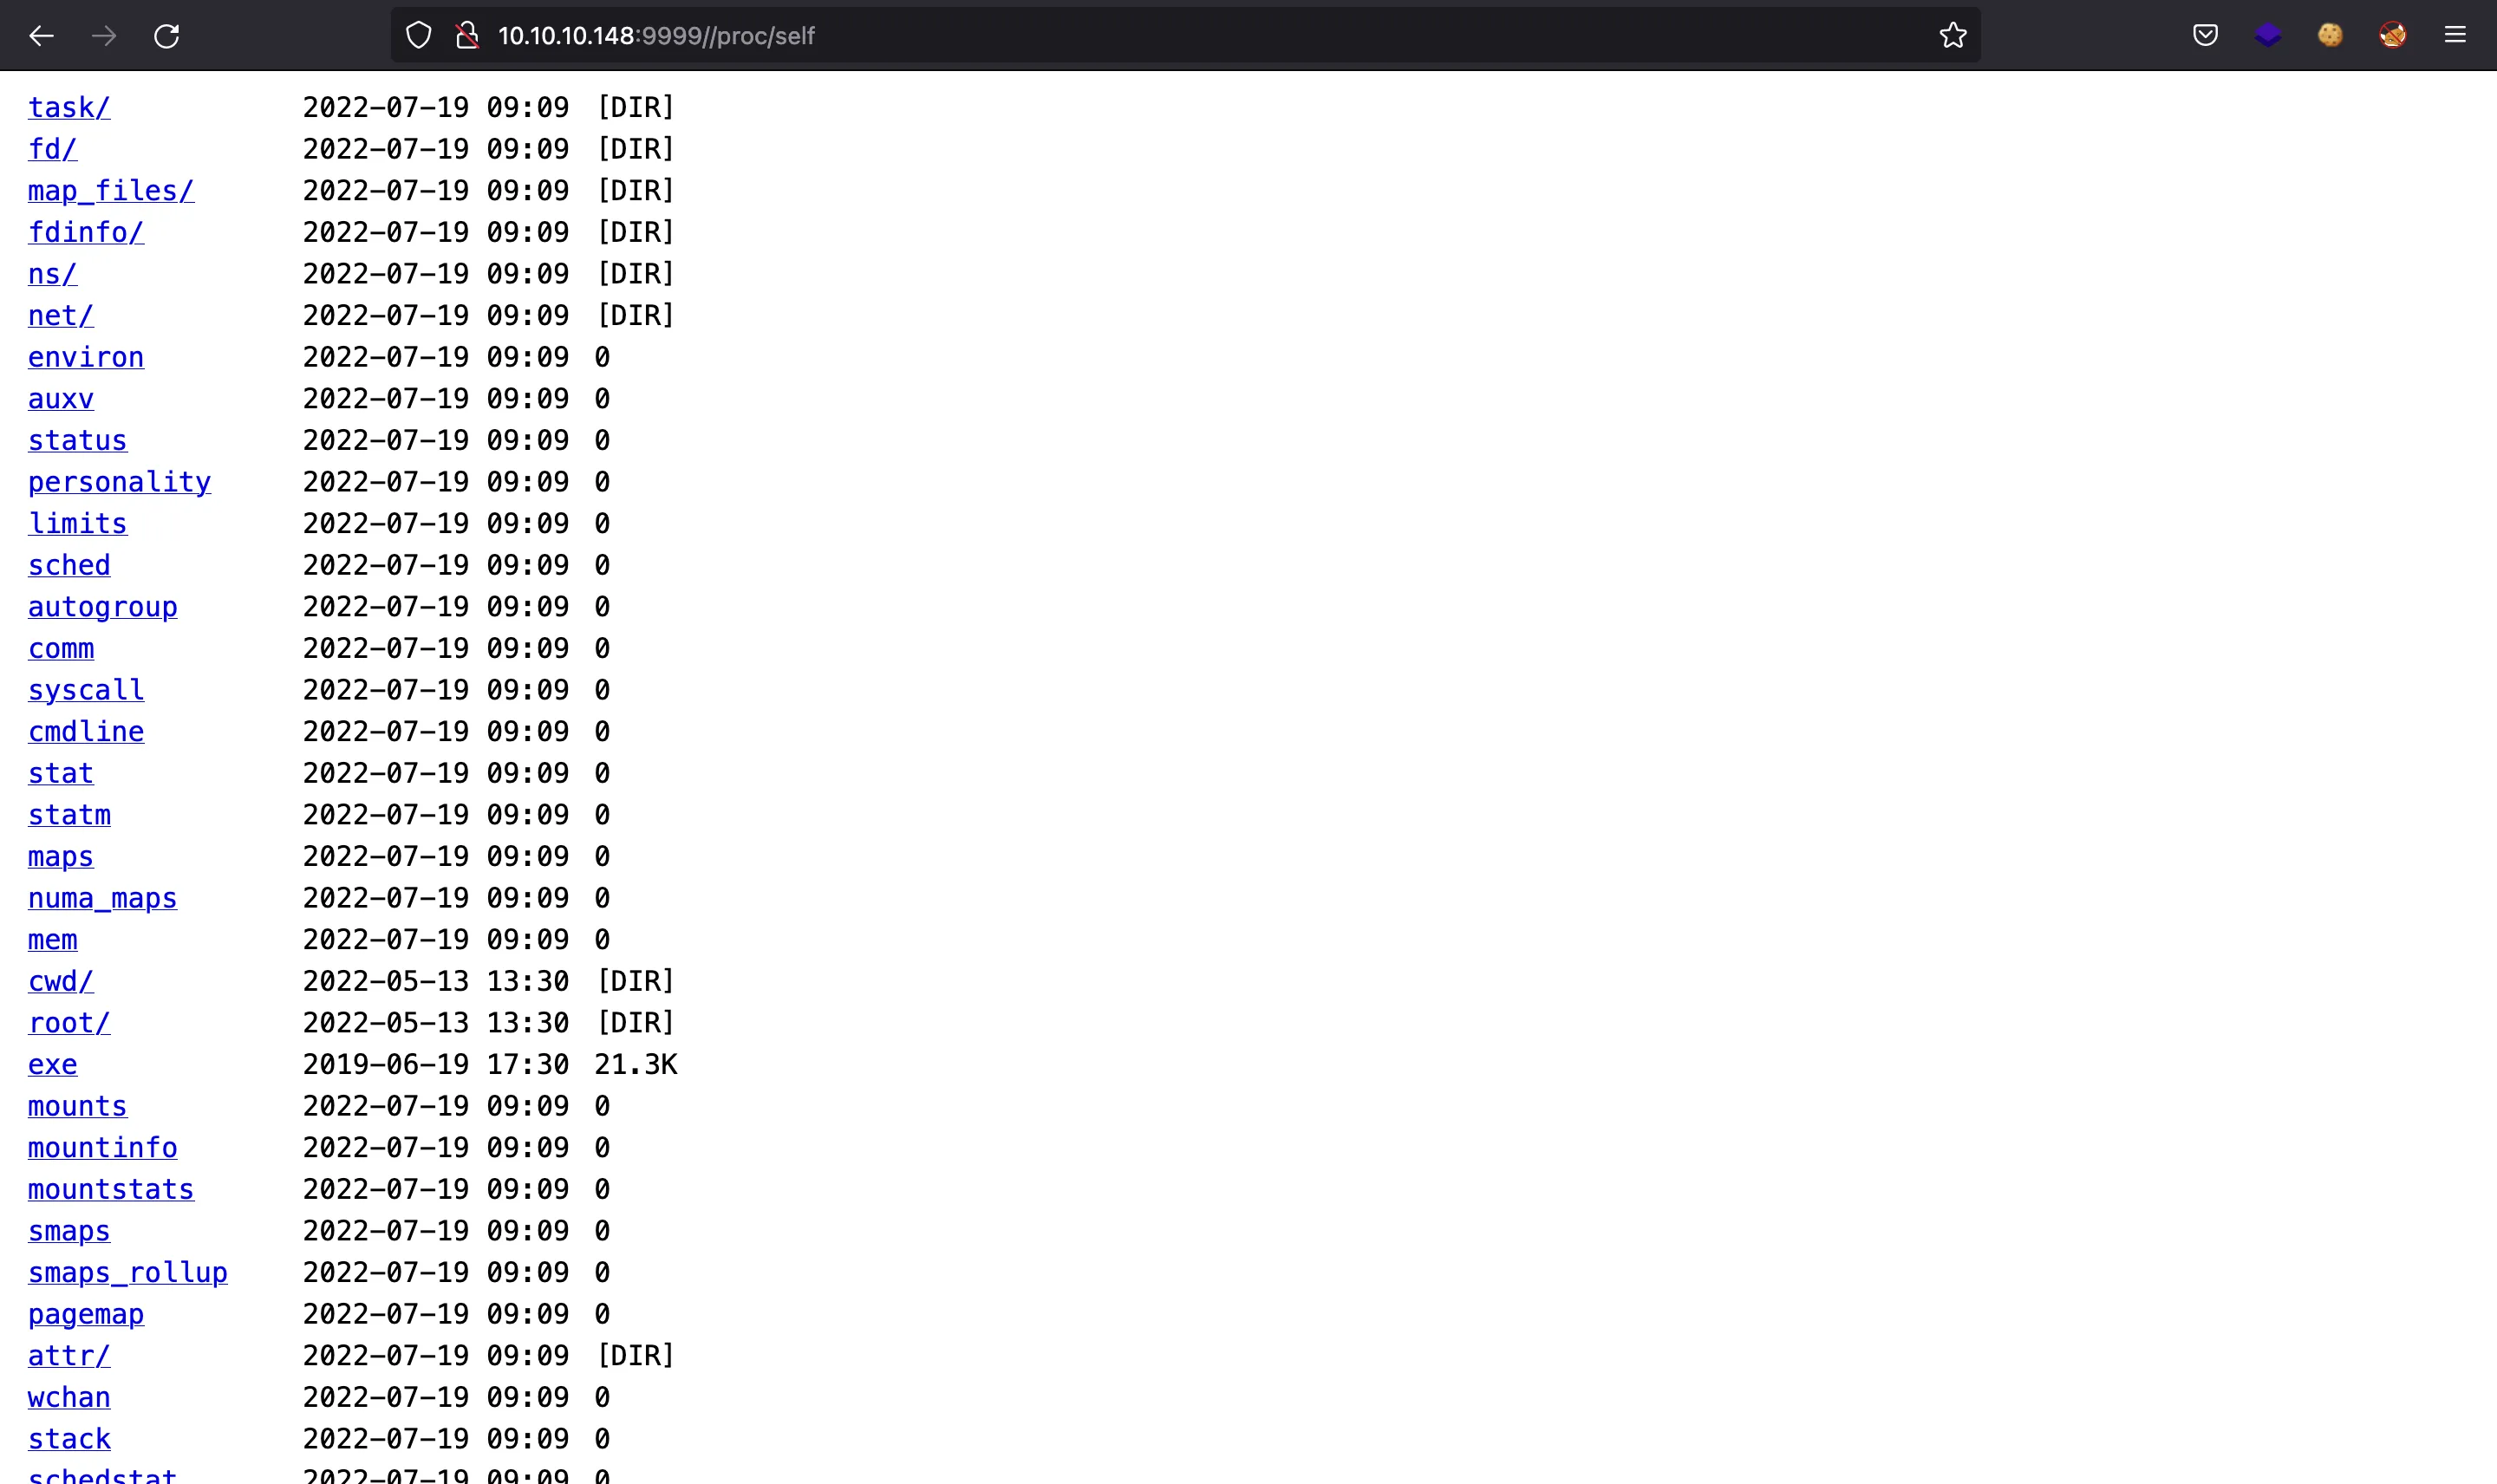 10.10.10.148:9999//proc/self
task/ 2022-07-19 09:09 [DIR]
fd/ 2022-07-19 09:09 [DIR]
map_files/ 2022-07-19 09:09 [DIR]
fdinfo/ 2022-07-19 09:09 [DIR]
ns/ 2022-07-19 09:09 [DIR]
net/ 2022-07-19 09:09 [DIR]
environ 2022-07-19 09:09 0
auxv 2022-07-19 09:09 0
status 2022-07-19 09:09 0
personality 2022-07-19 09:09 0
limits 2022-07-19 09:09 0
sched 2022-07-19 09:09 0
autogroup 2022-07-19 09:09 0
comm 2022-07-19 09:09 0
syscall 2022-07-19 09:09 0
cmdline 2022-07-19 09:09 0
stat 2022-07-19 09:09 0
statm 2022-07-19 09:09 0
maps 2022-07-19 09:09 0
numa_maps 2022-07-19 09:09 0
mem 2022-07-19 09:09 0
cwd/ 2022-05-13 13:30 [DIR]
root/ 2022-05-13 13:30 [DIR]
exe 2019-06-19 17:30 21.3K
mounts 2022-07-19 09:09 0
mountinfo 2022-07-19 09:09 0
mountstats 2022-07-19 09:09 0
smaps 2022-07-19 09:09 0
smaps_rollup 2022-07-19 09:09 0
pagemap 2022-07-19 09:09 0
attr/ 2022-07-19 09:09 [DIR]
wchan 2022-07-19 09:09 0
stack 2022-07-19 09:09 0
schedstat 2022-07-19 09:09 0